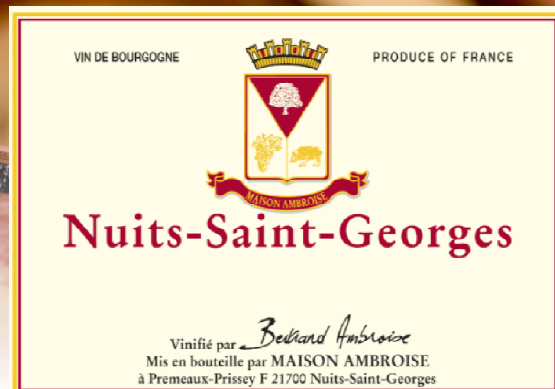 VIN DE BOURGOGNE
PRODUCE OF FRANCE
MAISON AMBROISE
Nuits-Saint-Georges
Vinifié par Bertrand Ambroise
Mis en bouteille par MAISON AMBROISE
à Premeaux-Prissey F 21700 Nuits-Saint-Georges